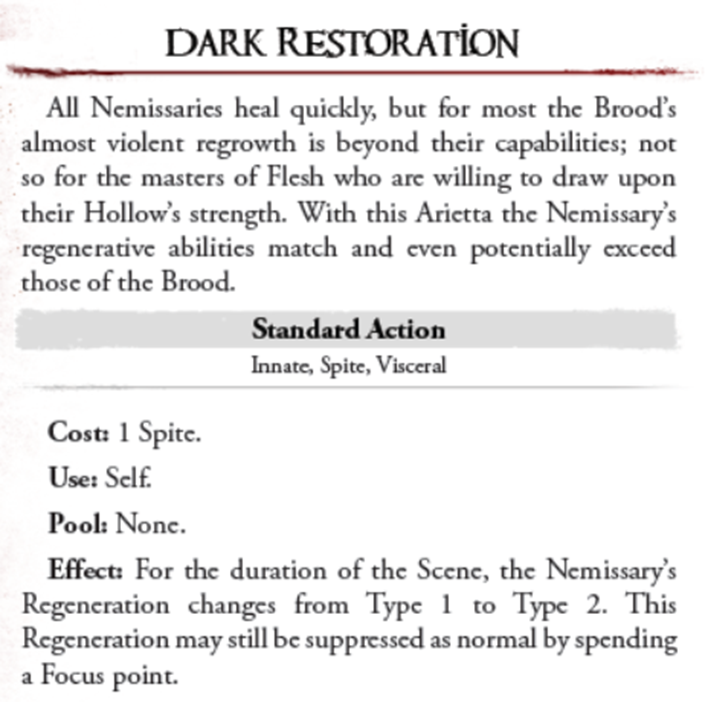 DARK RESTORATION
All Nemissaries heal quickly, but for most the Brood's
almost violent regrowth is beyond their capabilities; not
so for the masters of Flesh who are willing to draw upon
their Hollow's strength. With this Arietta the Nemissary's
regenerative abilities match and even potentially exceed
those of the Brood.
Standard Action
Innate, Spite, Visceral
Cost: 1 Spite.
Use: Self.
Pool: None.
Effect: For the duration of the Scene, the Nemissary's
Regeneration changes from Type 1 to Type 2. This
Regeneration may still be suppressed as normal by spending
a Focus point.